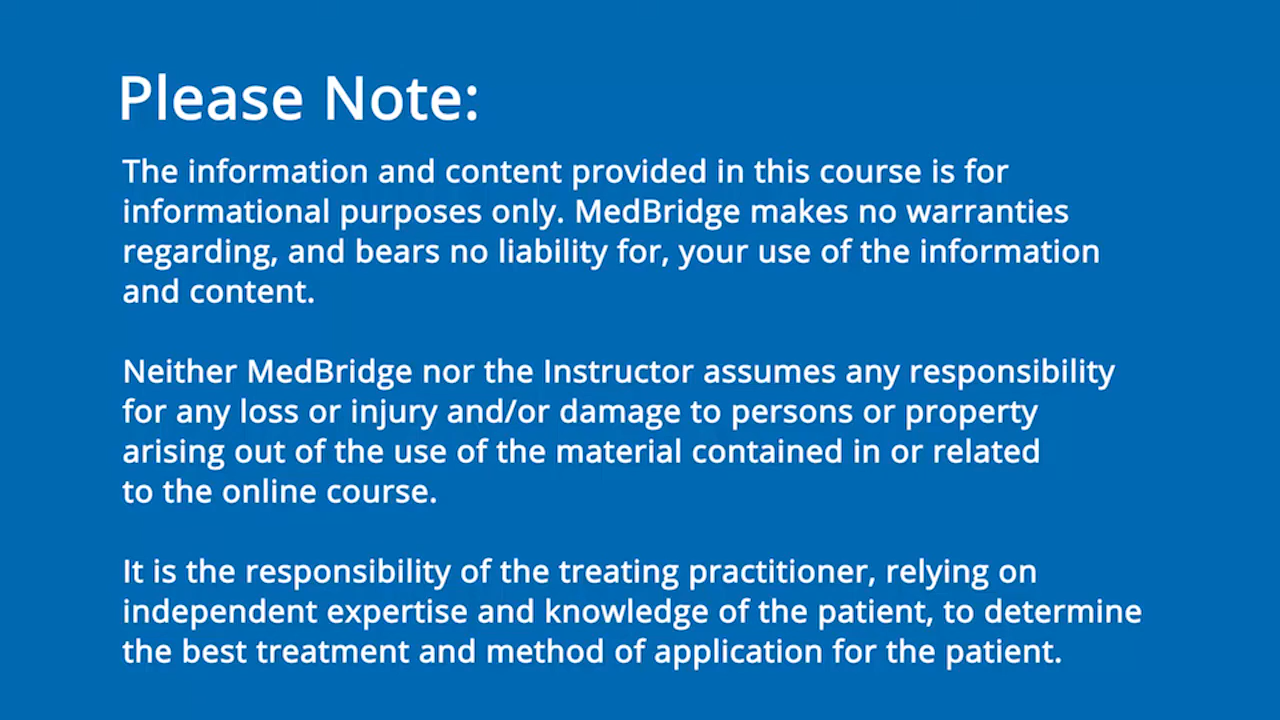 Please Note:
The information and content provided in this course is for
informational purposes only. MedBridge makes no warranties
regarding, and bears no liability for, your use of the information
and content.
Neither MedBridge nor the Instructor assumes any responsibility
for any loss or injury and/or damage to persons or property
arising out of the use of the material contained in or related
to the online course.
It is the responsibility of the treating practitioner, relying on
independent expertise and knowledge of the patient, to determine
the best treatment and method of application for the patient.